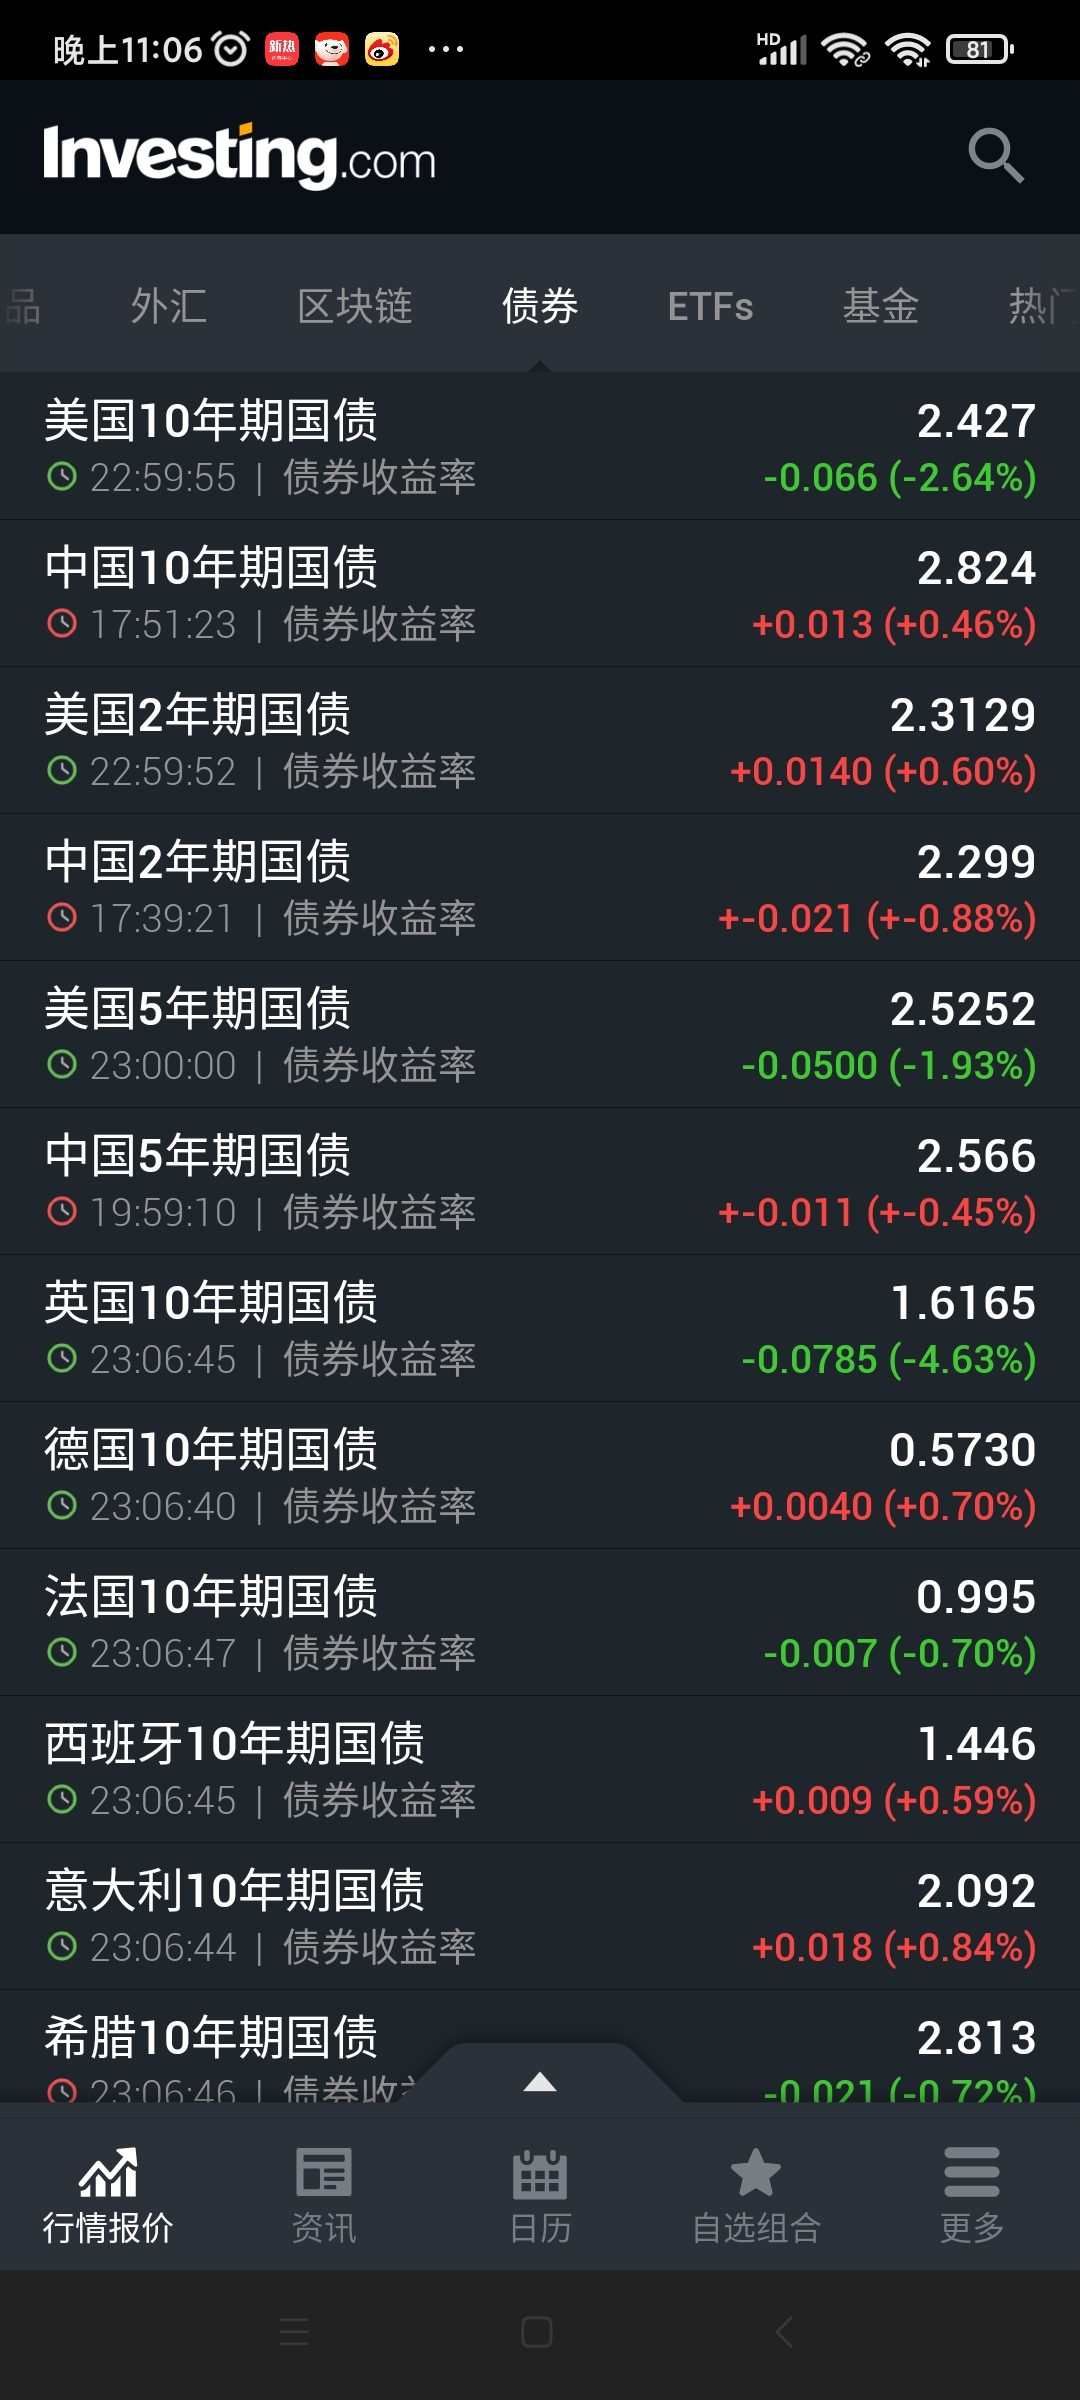 晚上11:06 新热 ··· HD 81
Investing.com
品 外汇 区块链 债券 ETFs 基金 热门
美国10年期国债 2.427
22:59:55 | 债券收益率 -0.066 (-2.64%)
中国10年期国债 2.824
17:51:23 | 债券收益率 +0.013 (+0.46%)
美国2年期国债 2.3129
22:59:52 | 债券收益率 +0.0140 (+0.60%)
中国2年期国债 2.299
17:39:21 | 债券收益率 +-0.021 (+-0.88%)
美国5年期国债 2.5252
23:00:00 | 债券收益率 -0.0500 (-1.93%)
中国5年期国债 2.566
19:59:10 | 债券收益率 +-0.011 (+-0.45%)
英国10年期国债 1.6165
23:06:45 | 债券收益率 -0.0785 (-4.63%)
德国10年期国债 0.5730
23:06:40 | 债券收益率 +0.0040 (+0.70%)
法国10年期国债 0.995
23:06:47 | 债券收益率 -0.007 (-0.70%)
西班牙10年期国债 1.446
23:06:45 | 债券收益率 +0.009 (+0.59%)
意大利10年期国债 2.092
23:06:44 | 债券收益率 +0.018 (+0.84%)
希腊10年期国债 2.813
23:06:46 | 债券收 -0.021 (-0.72%)
行情报价 资讯 日历 自选组合 更多